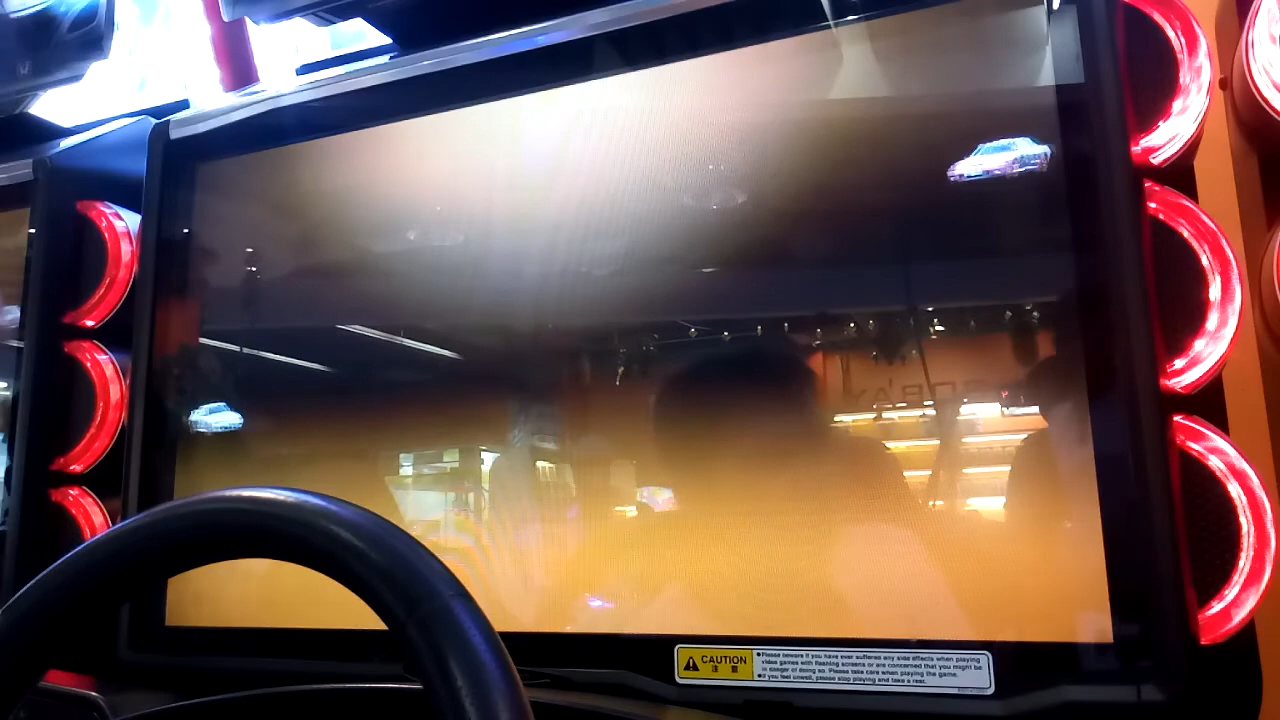 CAUTION
注 意
●Please beware if you have ever suffered any side effects when playing
video games with flashing screens or are concerned that you might be
in danger of doing so. Please take care when playing the game.
●If you feel unwell, please stop playing and take a rest.